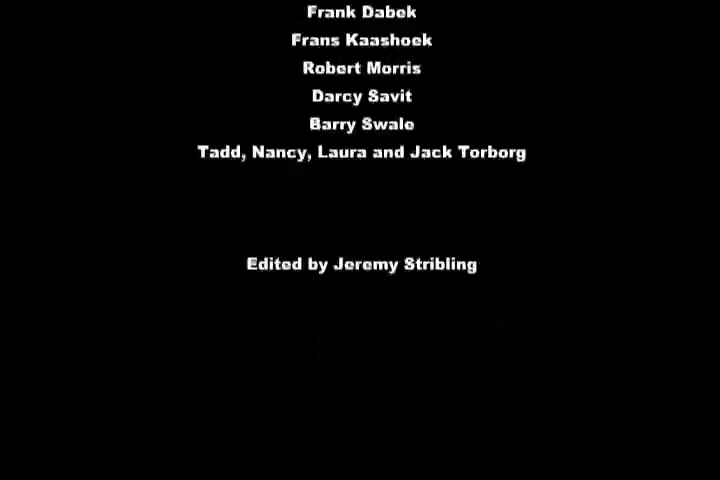 Frank Dabek
Frans Kaashoek
Robert Morris
Darcy Savit
Barry Swale
Tadd, Nancy, Laura and Jack Torborg
Edited by Jeremy Stribling